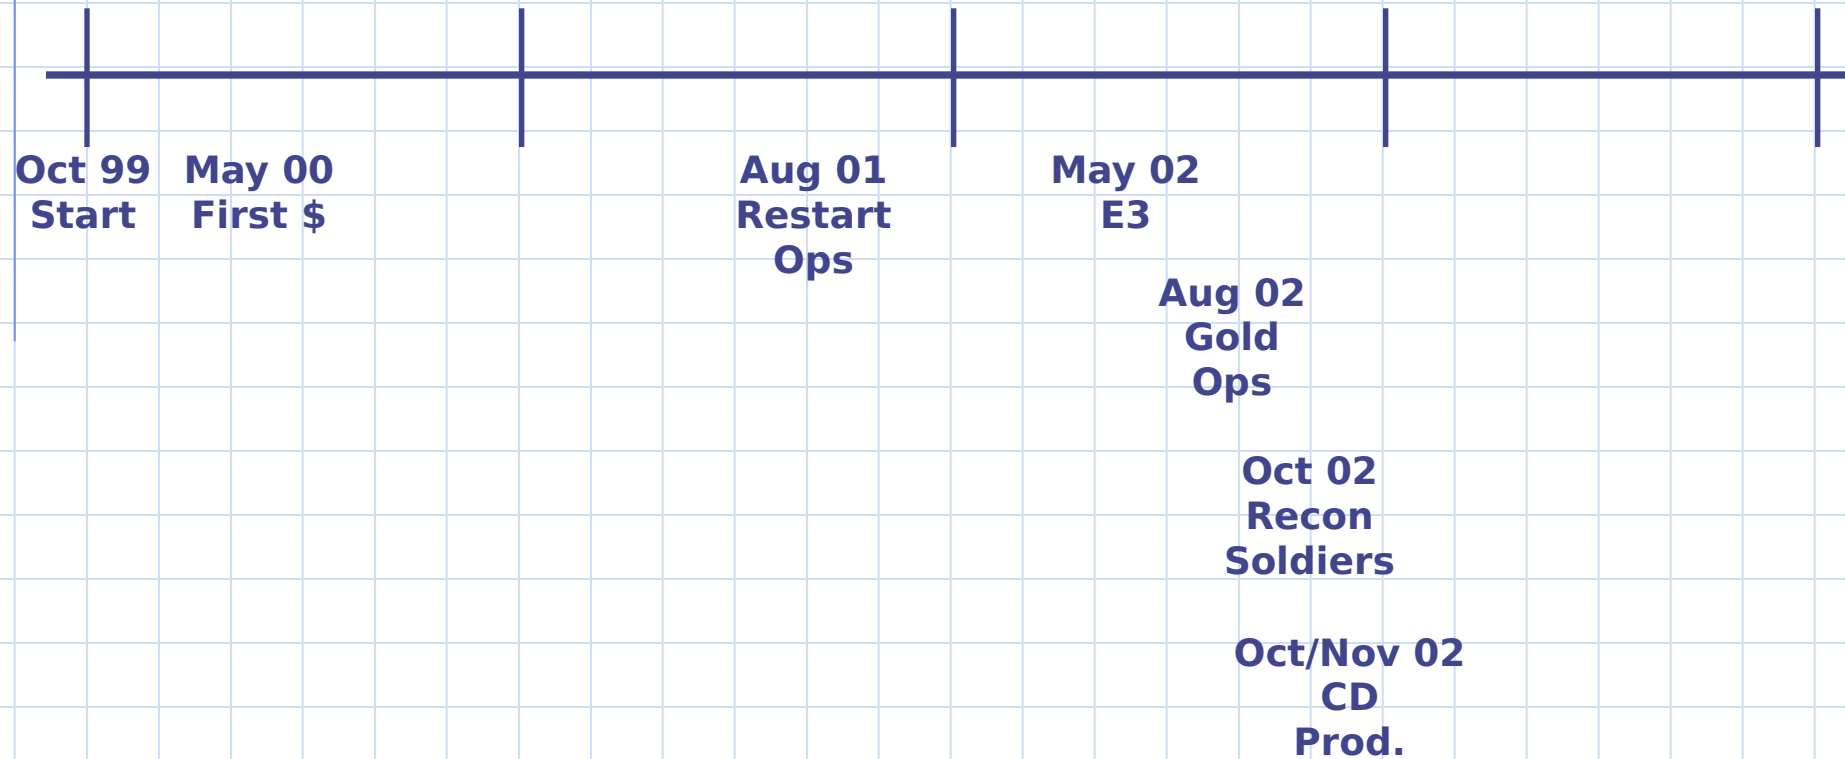 Oct 99
Start
May 00
First $
Aug 01
Restart
Ops
May 02
E3
Aug 02
Gold
Ops
Oct 02
Recon
Soldiers
Oct/Nov 02
CD
Prod.